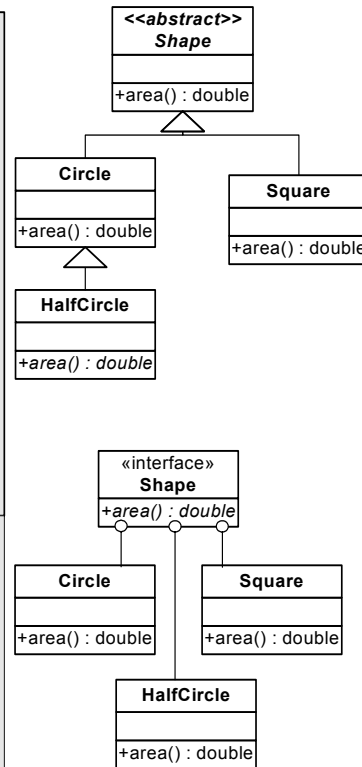 <<abstract>>
Shape
+area() : double
Circle
+area() : double
Square
+area() : double
HalfCircle
+area() : double
«interface»
Shape
+area() : double
Circle
+area() : double
Square
+area() : double
HalfCircle
+area() : double